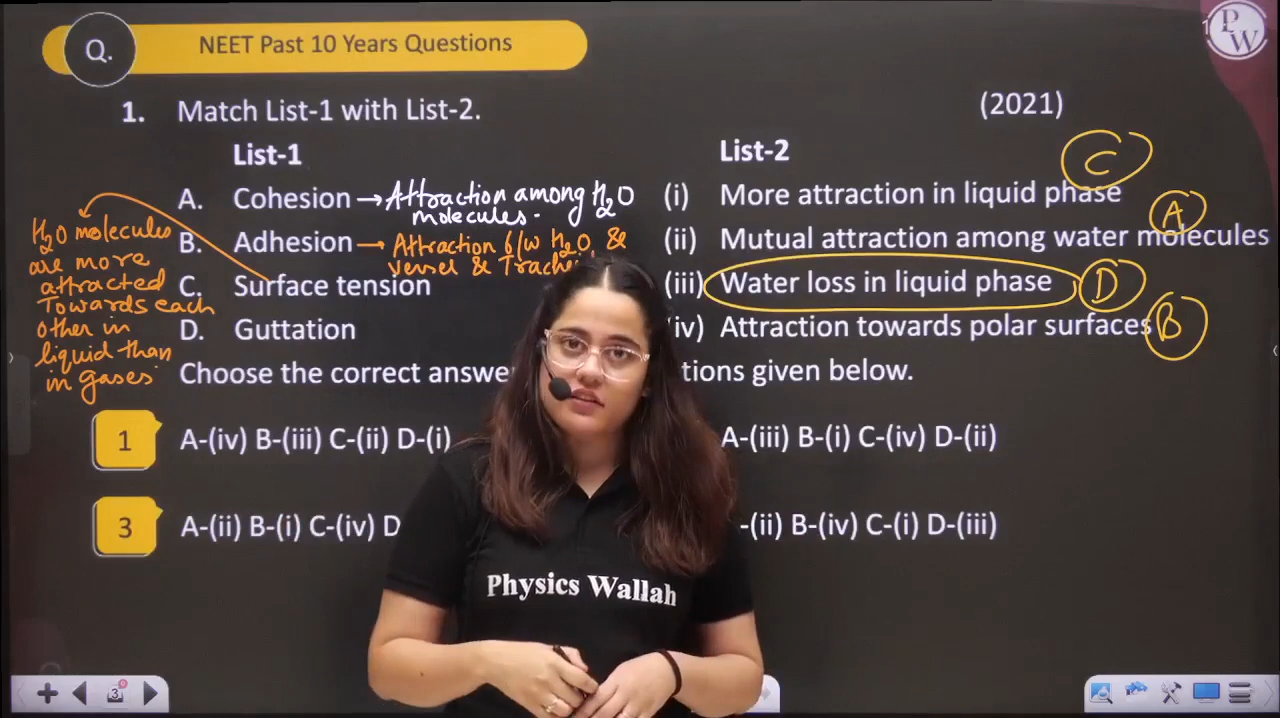 Q.
NEET Past 10 Years Questions
PW
1. Match List-1 with List-2. (2021)
List-1 List-2
A. Cohesion → Attraction among H₂O molecules. (i) More attraction in liquid phase C
B. Adhesion → Attraction b/w H₂O & vessel & (ii) Mutual attraction among water molecules A
C. Surface tension (iii) Water loss in liquid phase D
D. Guttation iv) Attraction towards polar surfaces B
H₂O molecules
are more
attracted
Towards each
other in
liquid than
in gases
Choose the correct given below.
1 A-(iv) B-(iii) C-(ii) D-(i) A-(iii) B-(i) C-(iv) D-(ii)
3 A-(ii) B-(i) C-(iv) D -(ii) B-(iv) C-(i) D-(iii)
Physics Wallah
3